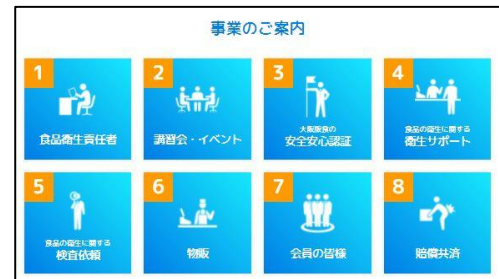 事業のご案内
1
食品衛生責任者
2
講習会・イベント
3
大阪版食の
安全安心認証
4
食品の衛生に関する
衛生サポート
5
食品の衛生に関する
検査依頼
6
物販
7
会員の皆様
8
賠償共済